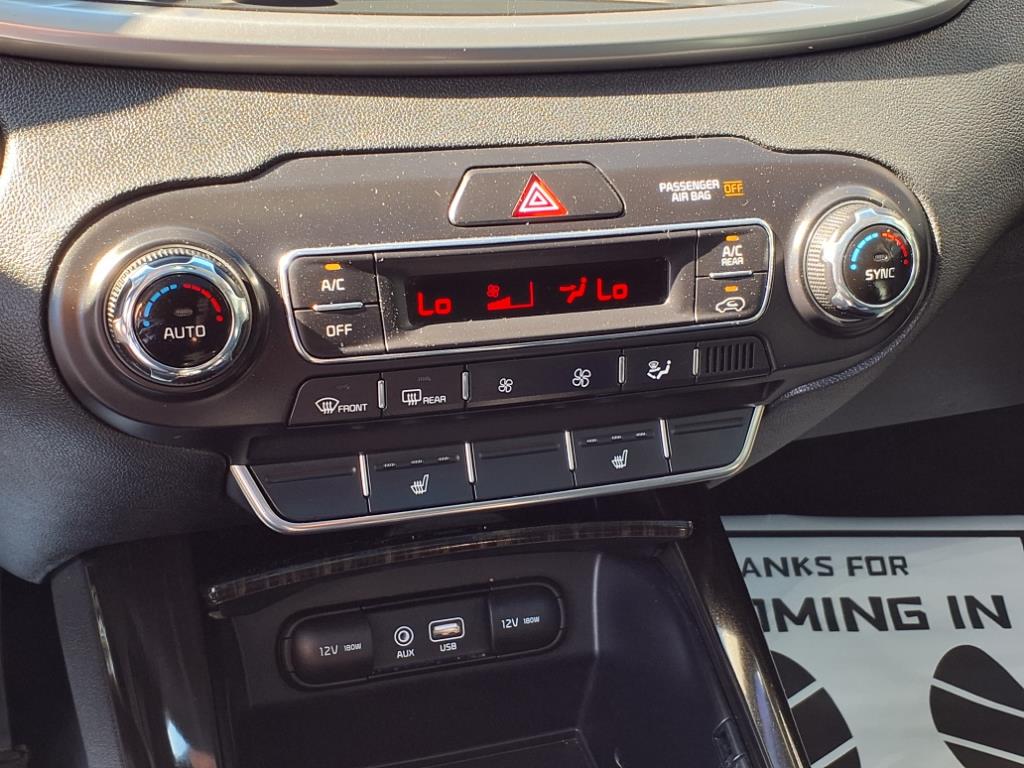 PASSENGER OFF
AIR BAG
A/C
OFF
Lo
Lo
A/C
REAR
AUTO
SYNC
FRONT
REAR
12V 180W
AUX
USB
12V 180W
ANKS FOR
OMING IN